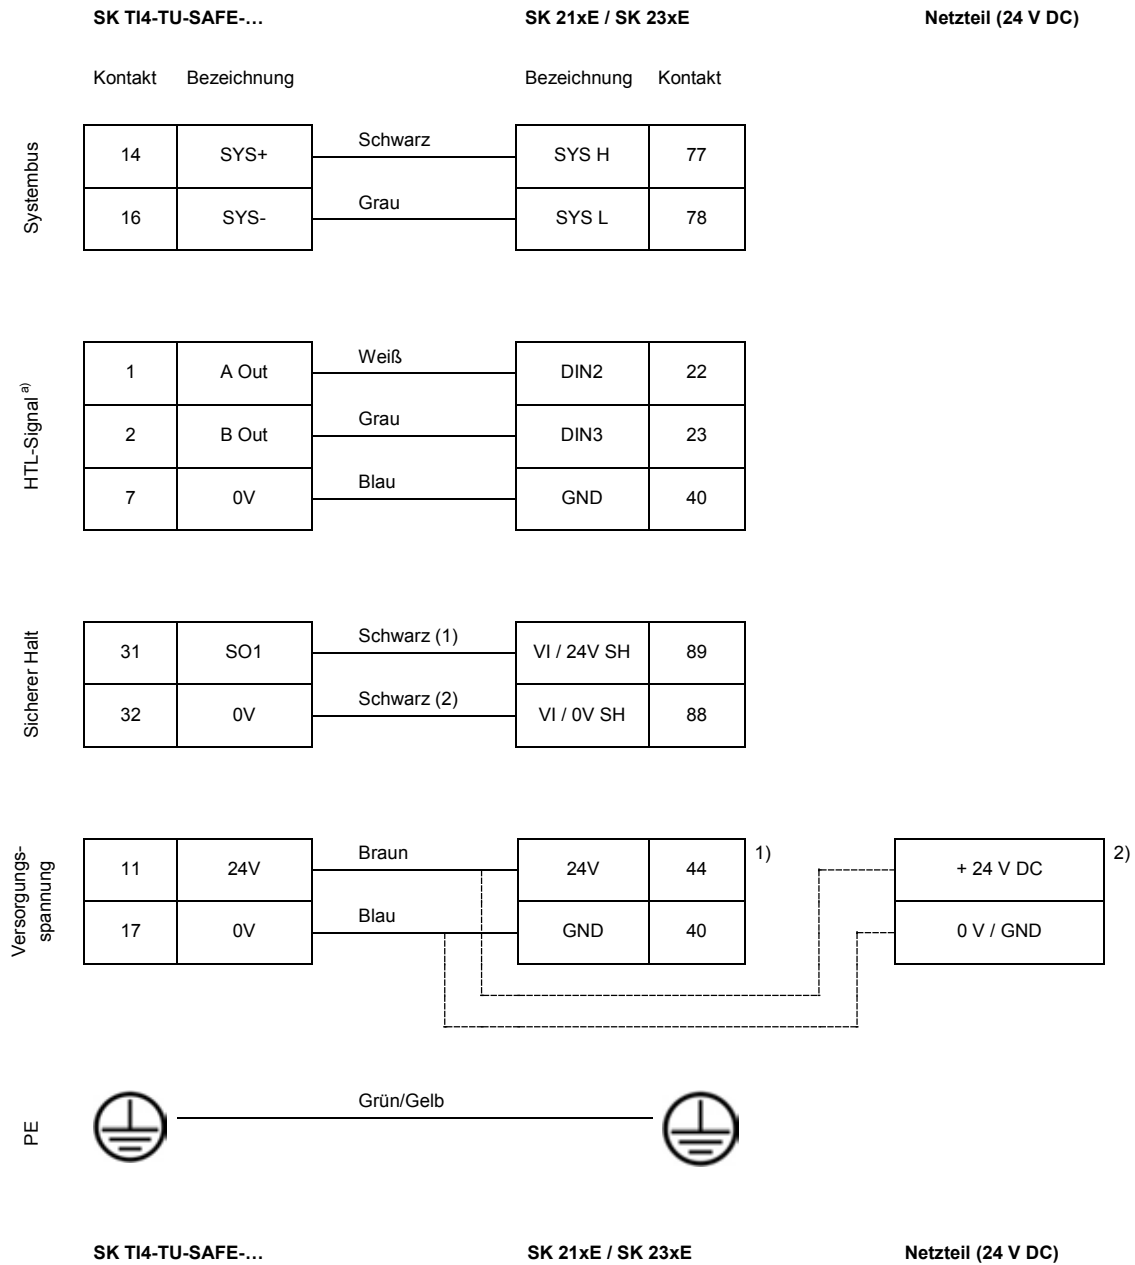 SK TI4-TU-SAFE-… SK 21xE / SK 23xE Netzteil (24 V DC)
Kontakt Bezeichnung Bezeichnung Kontakt
Systembus
14 SYS+ Schwarz SYS H 77
16 SYS- Grau SYS L 78
HTL-Signal a)
1 A Out Weiß DIN2 22
2 B Out Grau DIN3 23
7 0V Blau GND 40
Sicherer Halt
31 SO1 Schwarz (1) VI / 24V SH 89
32 0V Schwarz (2) VI / 0V SH 88
Versorgungs-
spannung
11 24V Braun 24V 44 1) + 24 V DC 2)
17 0V Blau GND 40 0 V / GND
PE
Grün/Gelb
SK TI4-TU-SAFE-… SK 21xE / SK 23xE Netzteil (24 V DC)